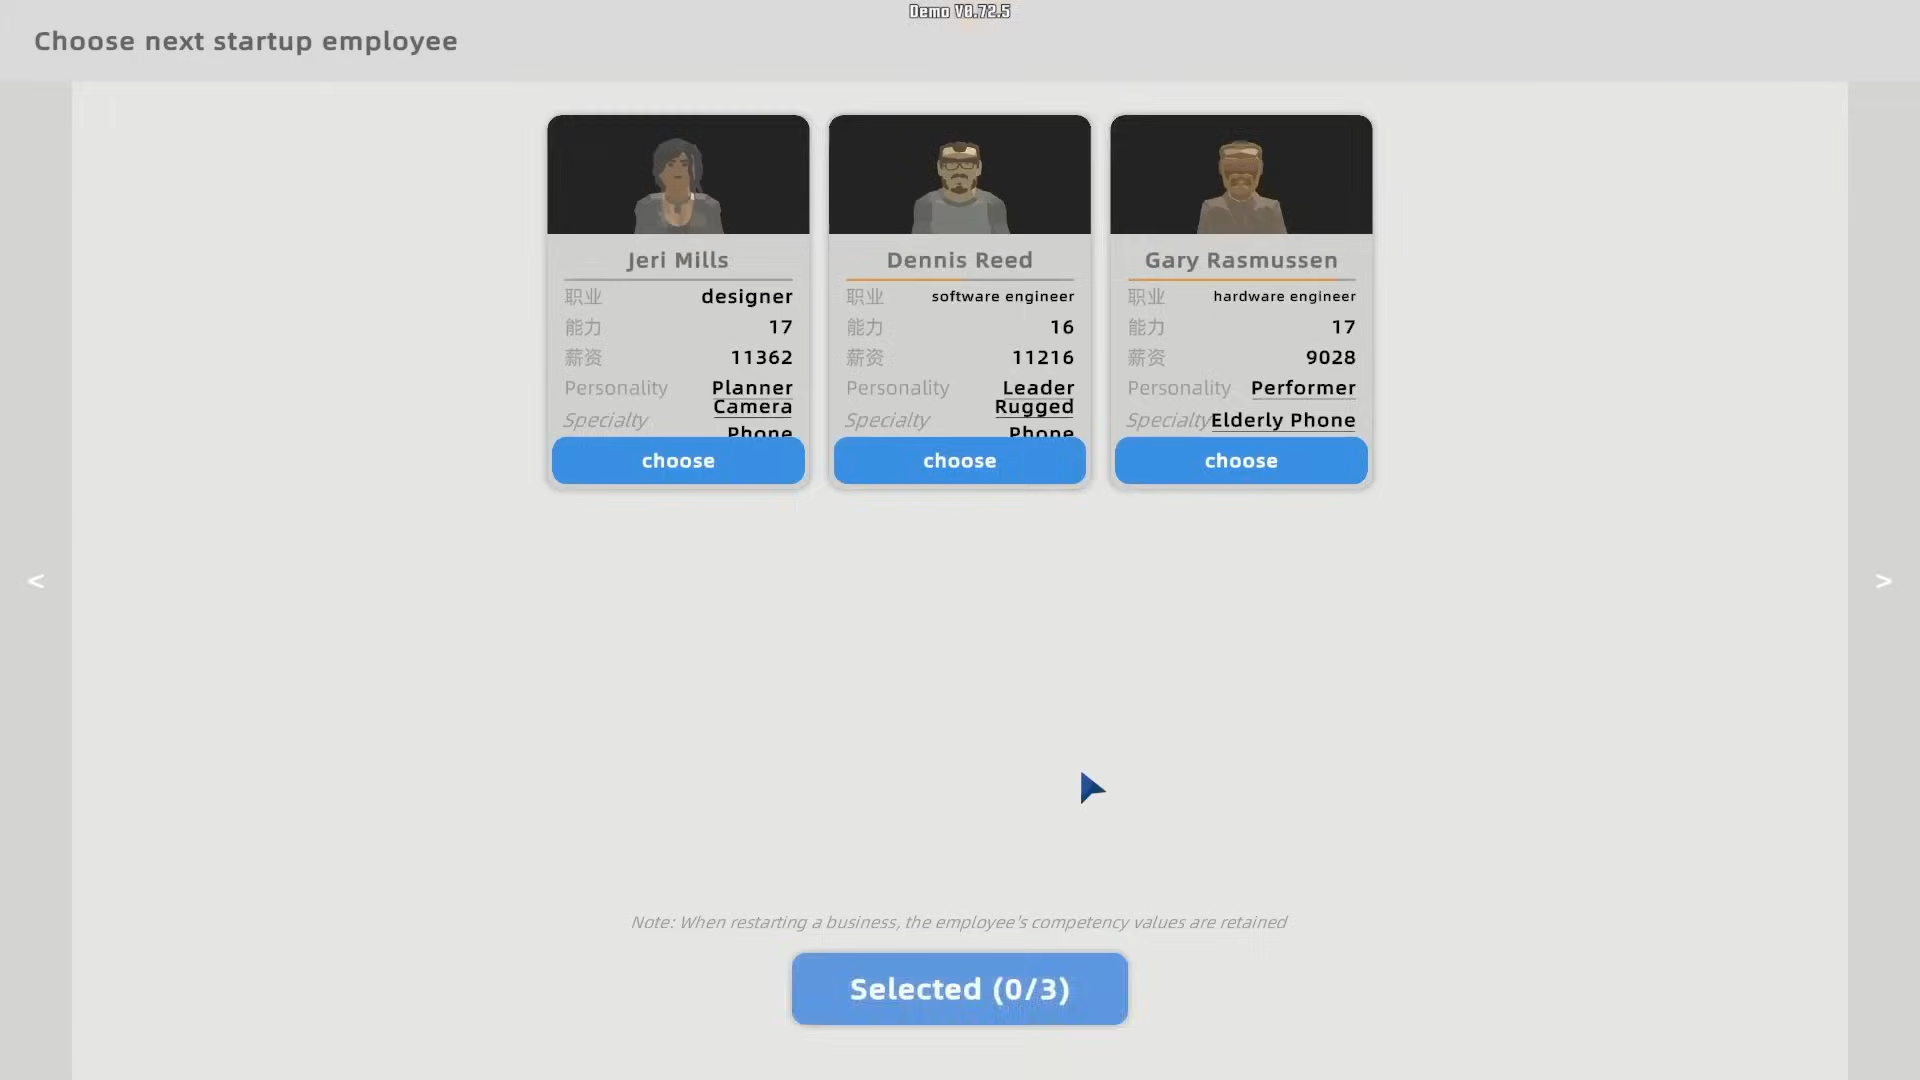 Demo V0.72.5
Choose next startup employee
Jeri Mills
职业 designer
能力 17
薪资 11362
Personality Planner
Specialty Camera Phone
choose
Dennis Reed
职业 software engineer
能力 16
薪资 11216
Personality Leader
Specialty Rugged Phone
choose
Gary Rasmussen
职业 hardware engineer
能力 17
薪资 9028
Personality Performer
Specialty Elderly Phone
choose
<
>
Note: When restarting a business, the employee's competency values are retained
Selected (0/3)